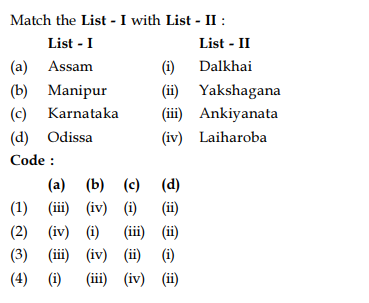 Match the List - I with List - II :
List - I List - II
(a) Assam (i) Dalkhai
(b) Manipur (ii) Yakshagana
(c) Karnataka (iii) Ankiyanata
(d) Odissa (iv) Laiharoba
Code :
(a) (b) (c) (d)
(1) (iii) (iv) (i) (ii)
(2) (iv) (i) (iii) (ii)
(3) (iii) (iv) (ii) (i)
(4) (i) (iii) (iv) (ii)